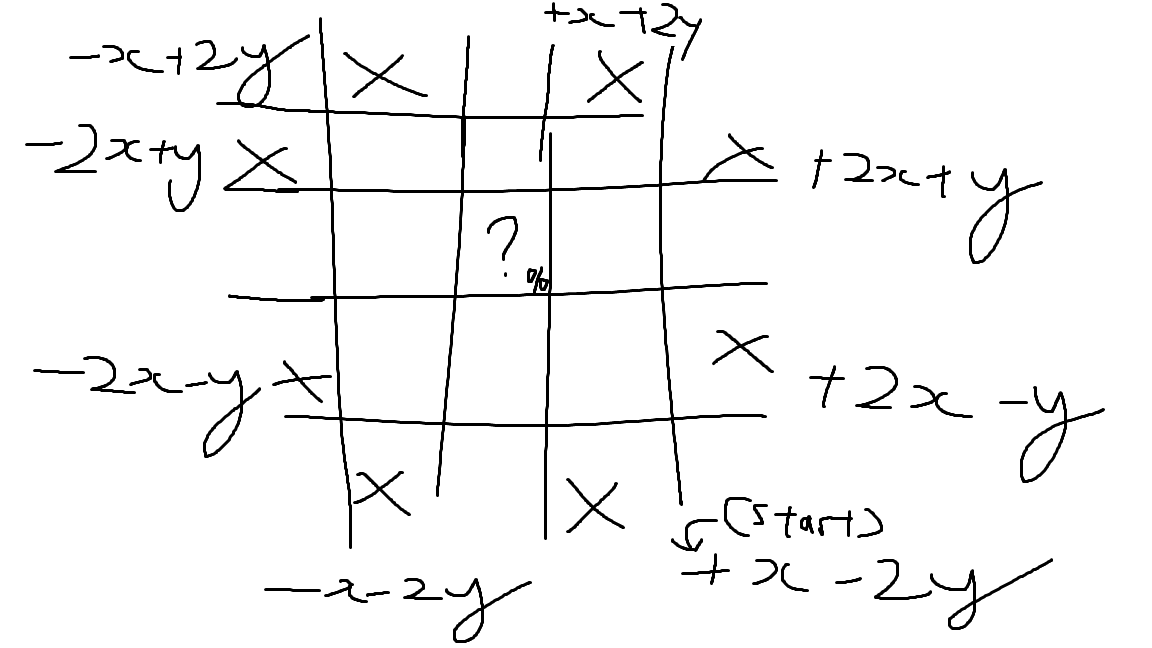 +x+2y
-x+2y X X
-2x+y X X +2x+y
?
%
X
-2x-y X +2x-y
X X (start)
-x-2y +x-2y